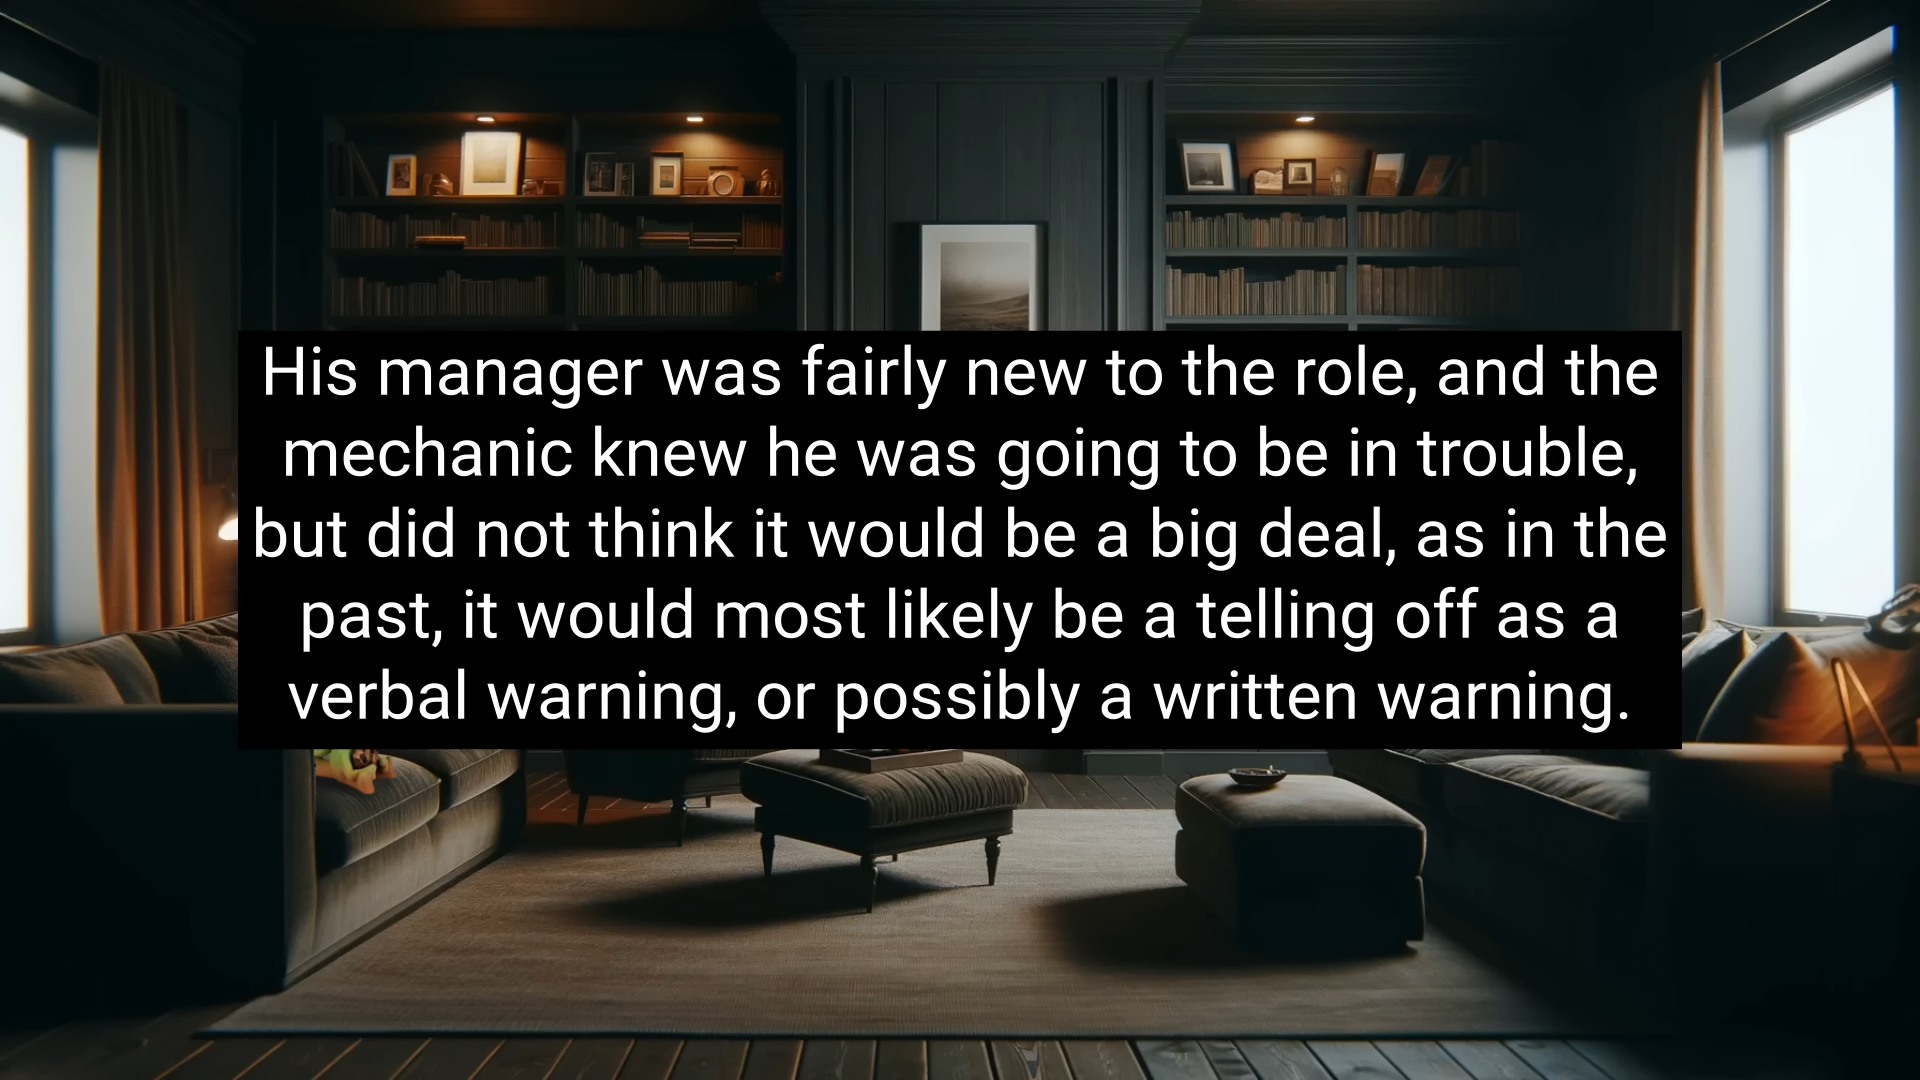 His manager was fairly new to the role, and the
mechanic knew he was going to be in trouble,
but did not think it would be a big deal, as in the
past, it would most likely be a telling off as a
verbal warning, or possibly a written warning.